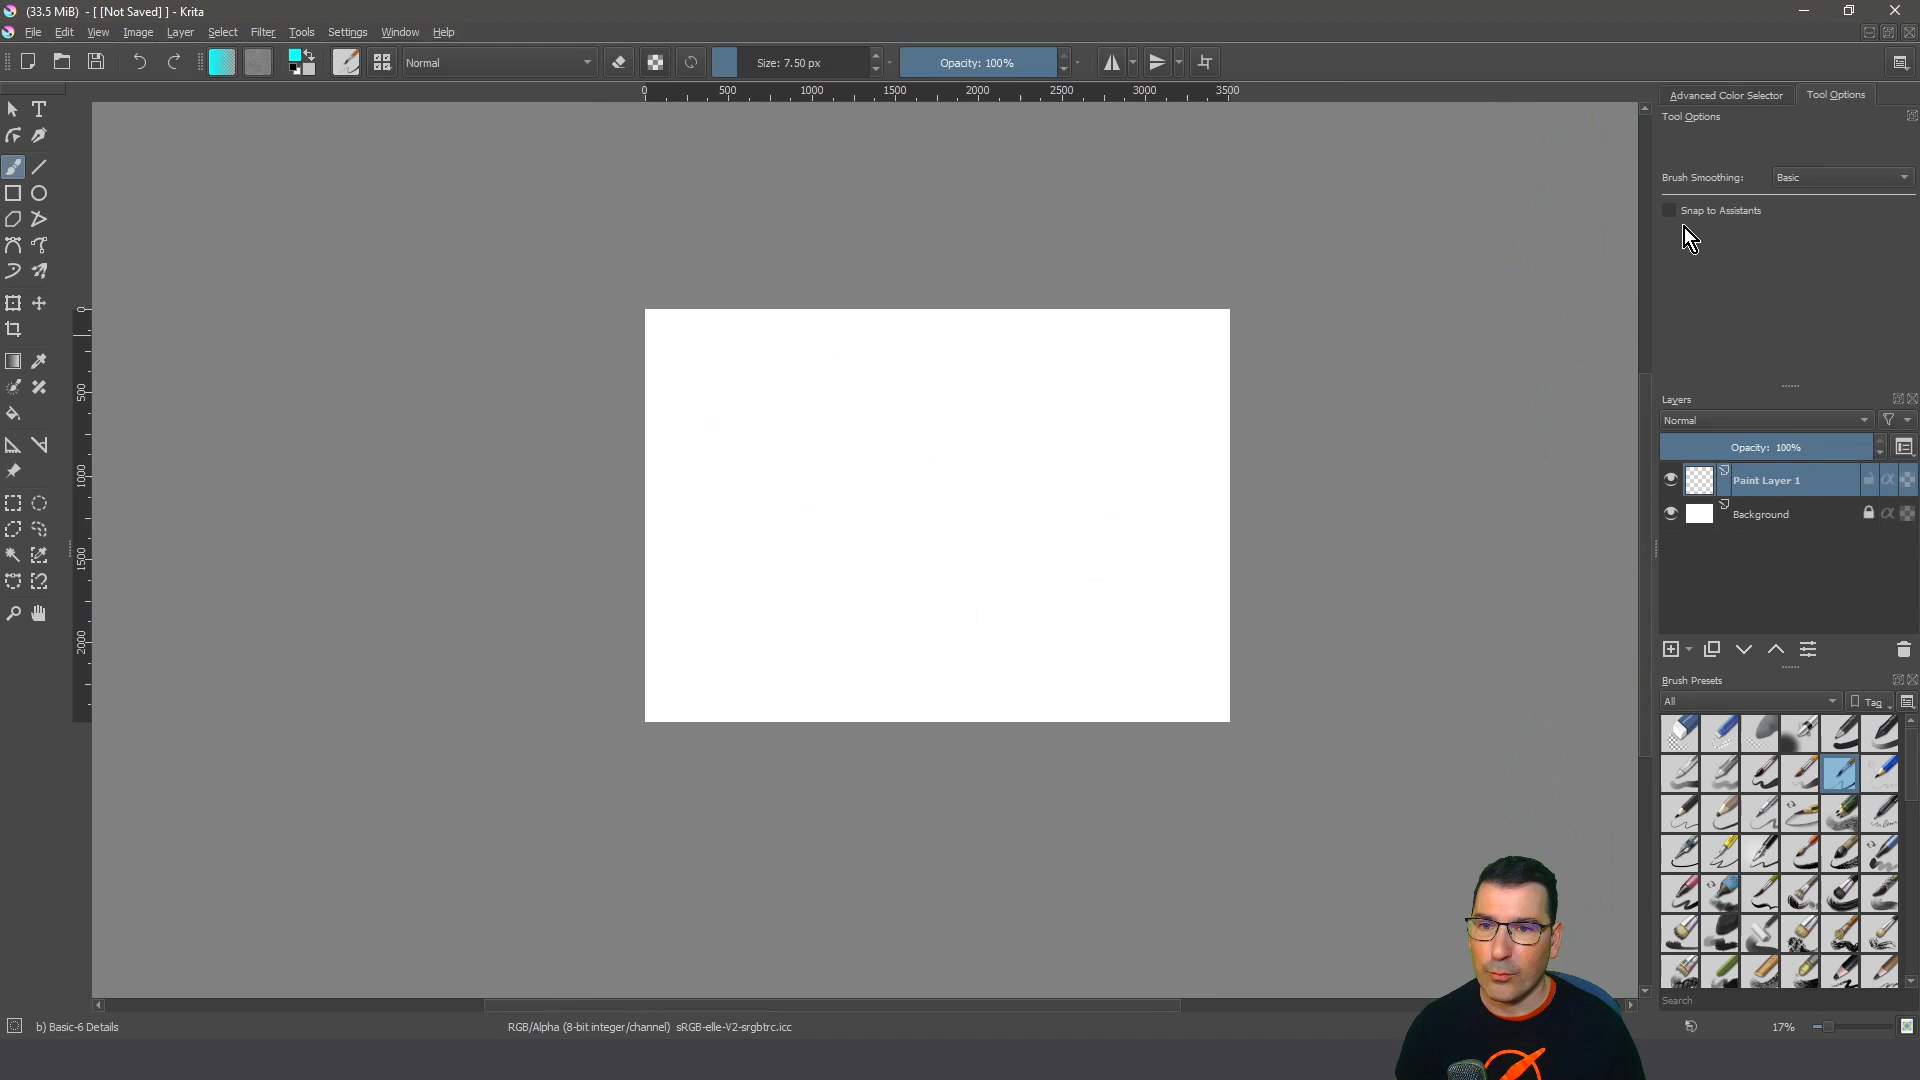 (33.5 MiB)  - [ [Not Saved] ] - Krita
File Edit View Image Layer Select Filter Tools Settings Window Help
Normal Size: 7.50 px Opacity: 100%
0 500 1000 1500 2000 2500 3000 3500
Advanced Color Selector Tool Options
Tool Options
Brush Smoothing: Basic
Snap to Assistants
0
500
1000
1500
2000
Layers
Normal
Opacity: 100%
Paint Layer 1
Background
Brush Presets
All Tag
Search
b) Basic-6 Details RGB/Alpha (8-bit integer/channel)  sRGB-elle-V2-srgbtrc.icc 17%